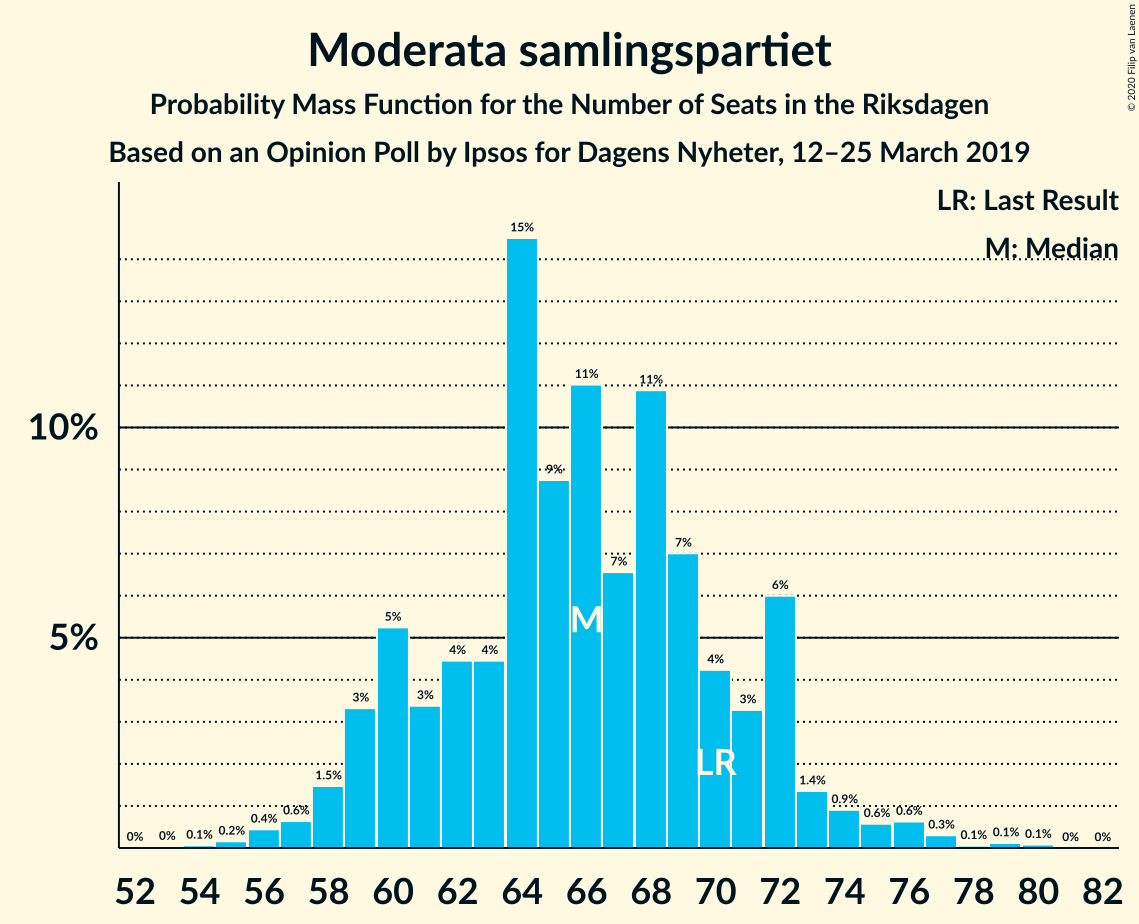 Moderata samlingspartiet
Probability Mass Function for the Number of Seats in the Riksdagen
Based on an Opinion Poll by Ipsos for Dagens Nyheter, 12–25 March 2019
© 2020 Filip van Laenen
LR: Last Result
M: Median
10%
5%
0% 0% 0.1% 0.2% 0.4% 0.6% 1.5% 3% 5% 3% 4% 4% 15% 9% 11% 7% 11% 7% 4% 3% 6% 1.4% 0.9% 0.6% 0.6% 0.3% 0.1% 0.1% 0.1% 0% 0%
M
LR
52 54 56 58 60 62 64 66 68 70 72 74 76 78 80 82